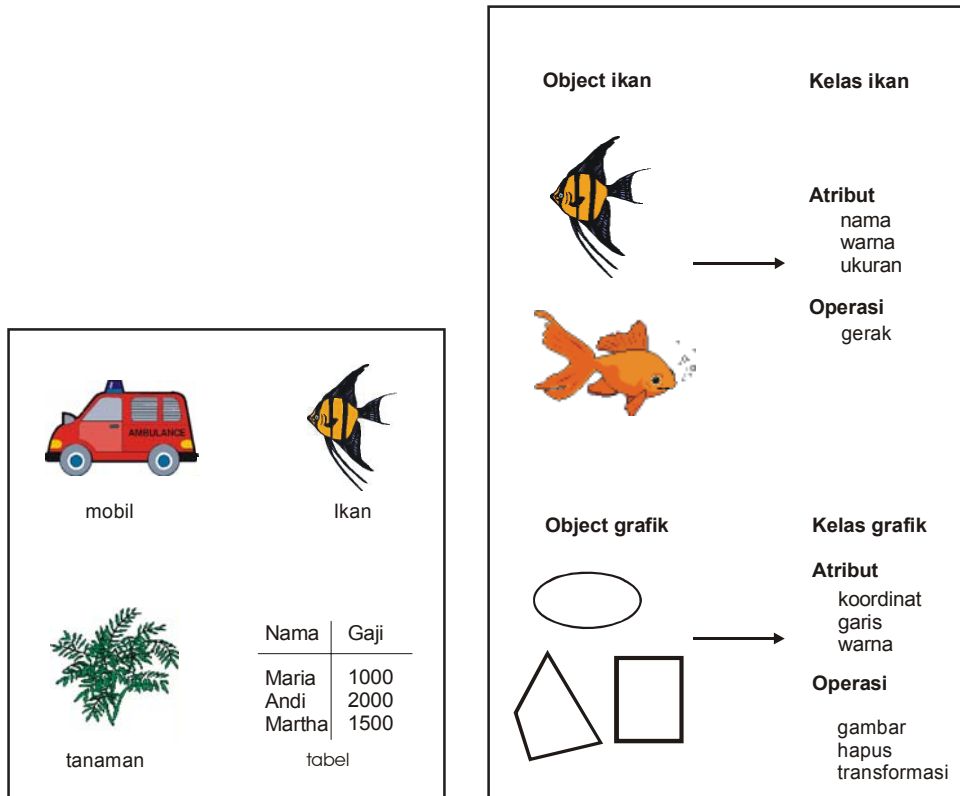 AMBULANCE
mobil
Ikan
Nama Gaji
Maria 1000
Andi 2000
Martha 1500
tanaman
tabel
Object ikan
Kelas ikan
Atribut
nama
warna
ukuran
Operasi
gerak
Object grafik
Kelas grafik
Atribut
koordinat
garis
warna
Operasi
gambar
hapus
transformasi